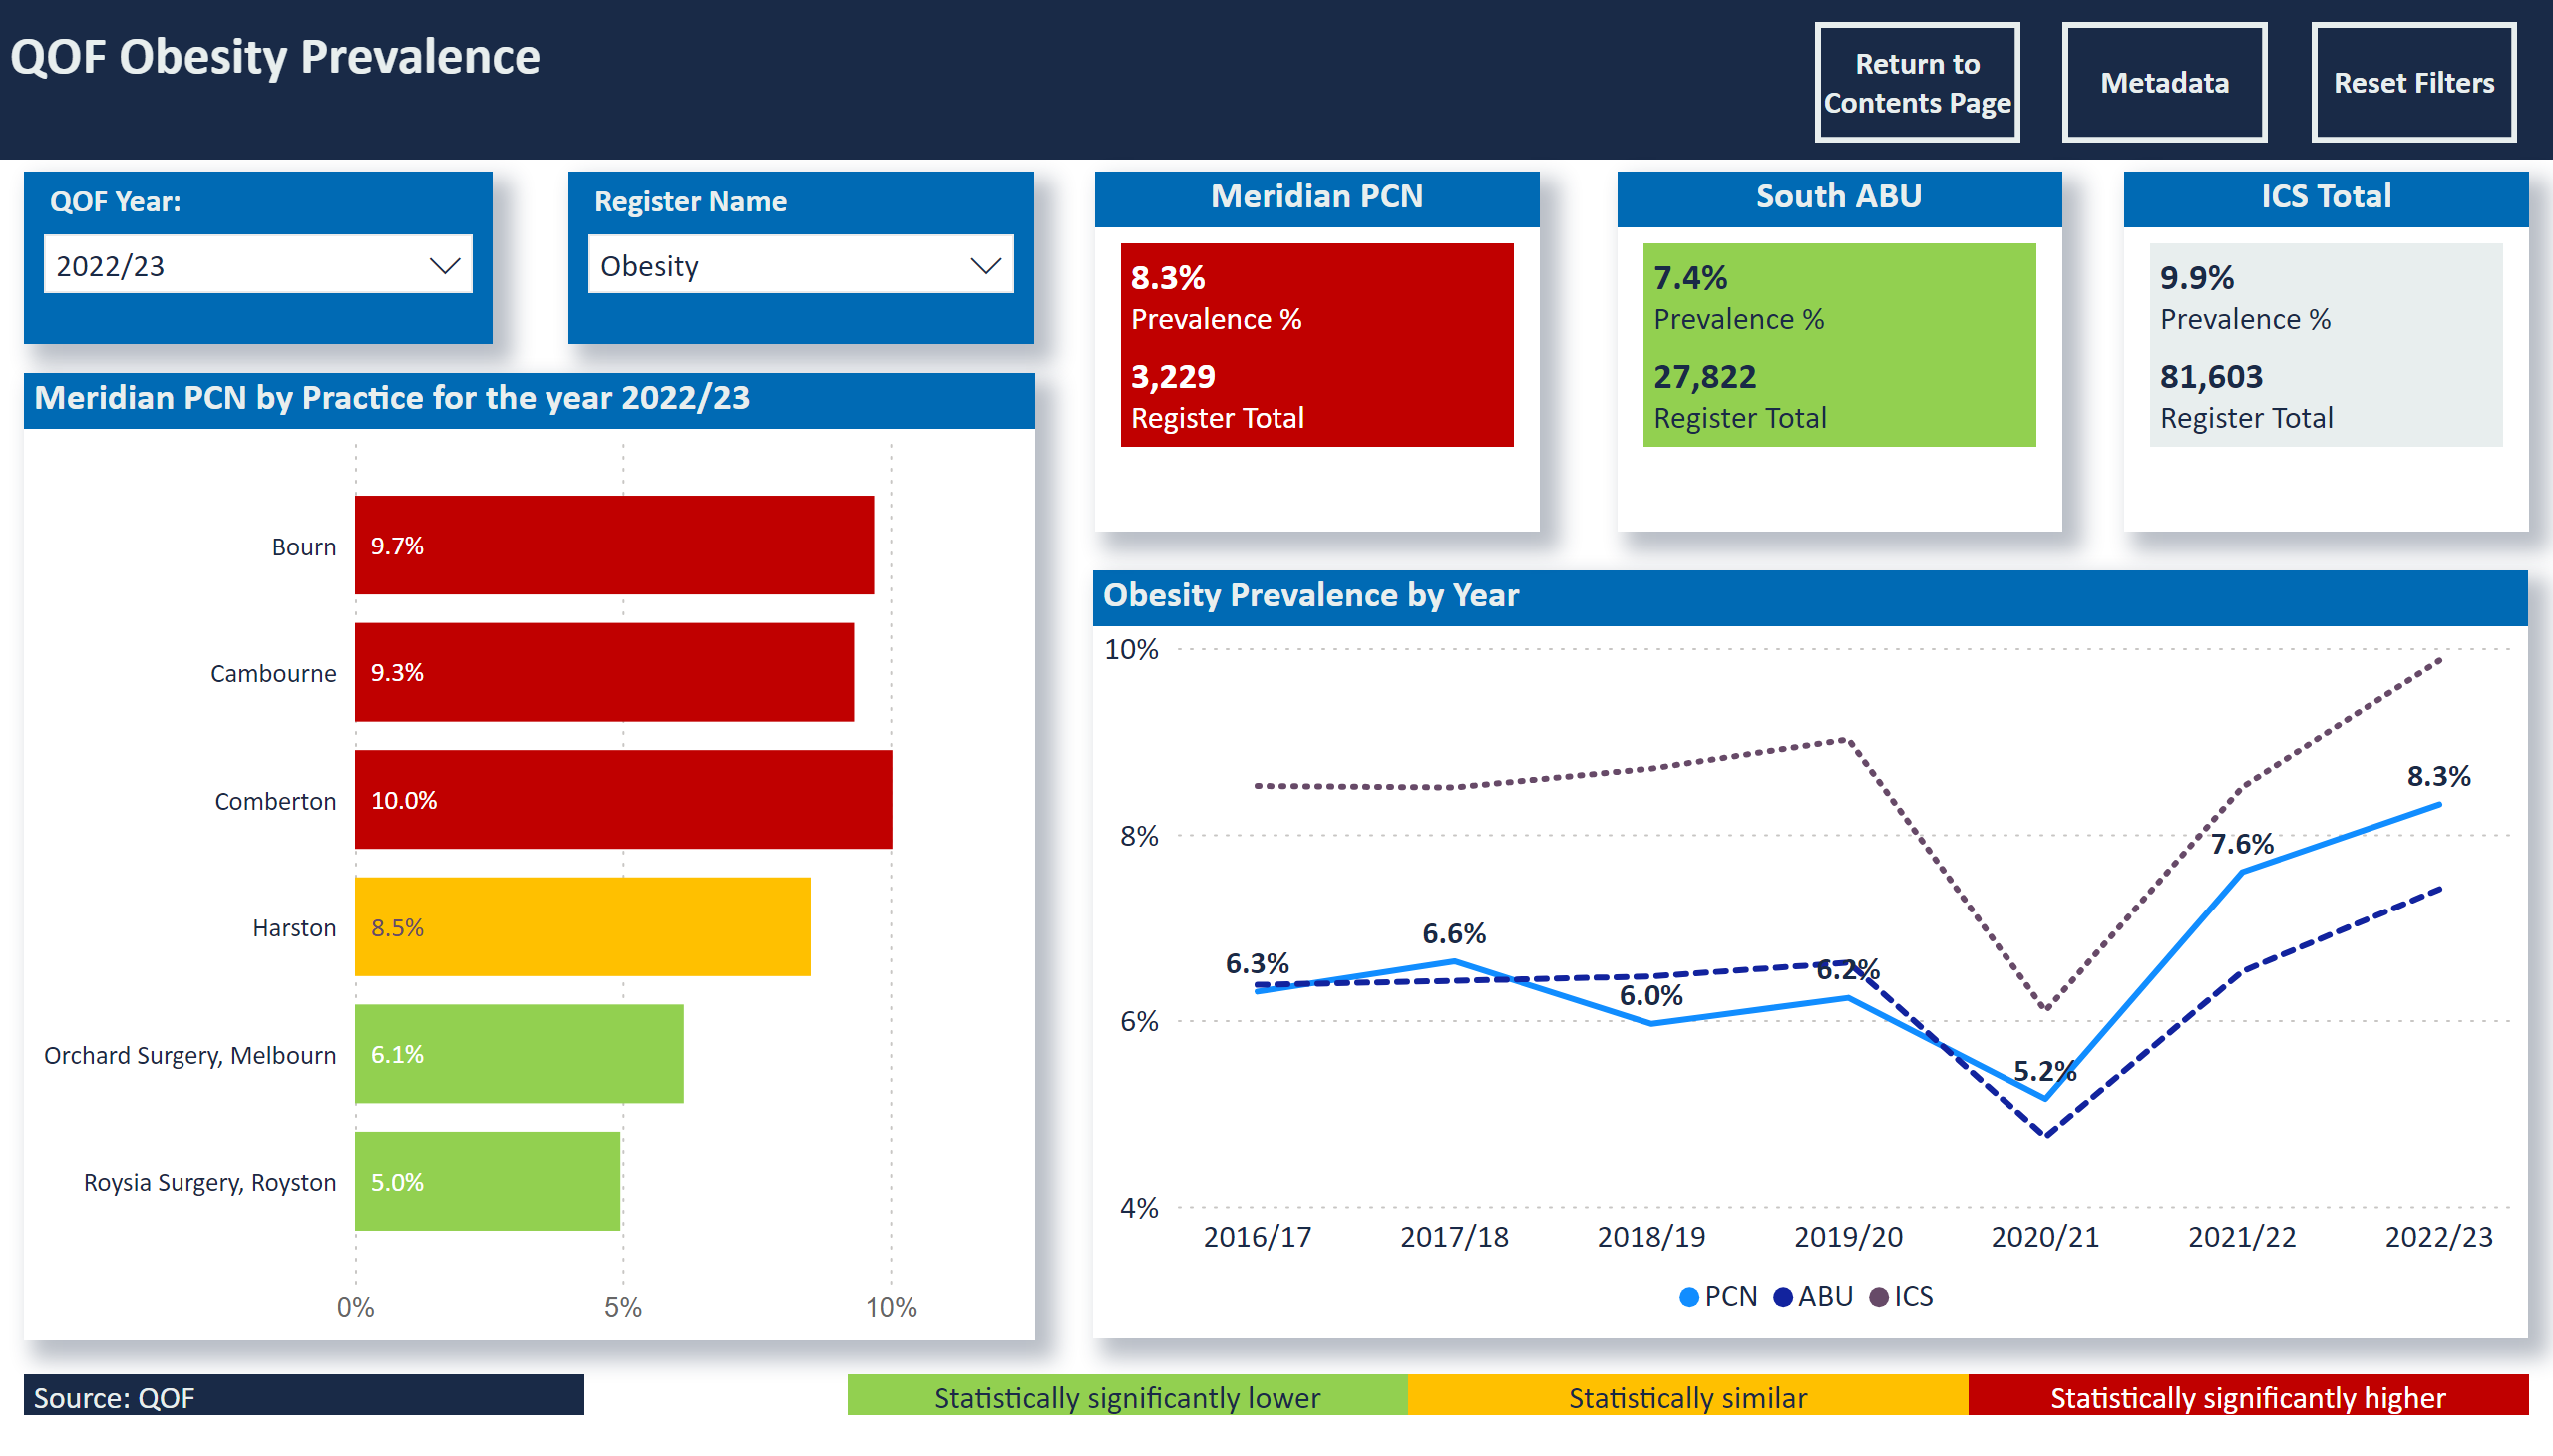 QOF Obesity Prevalence
Return to
Contents Page
Metadata
Reset Filters
QOF Year:
2022/23
Register Name
Obesity
Meridian PCN
8.3%
Prevalence %
3,229
Register Total
South ABU
7.4%
Prevalence %
27,822
Register Total
ICS Total
9.9%
Prevalence %
81,603
Register Total
Meridian PCN by Practice for the year 2022/23
Bourn 9.7%
Cambourne 9.3%
Comberton 10.0%
Harston 8.5%
Orchard Surgery, Melbourn 6.1%
Roysia Surgery, Royston 5.0%
0% 5% 10%
Obesity Prevalence by Year
10%
8%
6%
4%
6.3%
6.6%
6.0%
6.2%
5.2%
7.6%
8.3%
2016/17 2017/18 2018/19 2019/20 2020/21 2021/22 2022/23
PCN ABU ICS
Source: QOF
Statistically significantly lower
Statistically similar
Statistically significantly higher